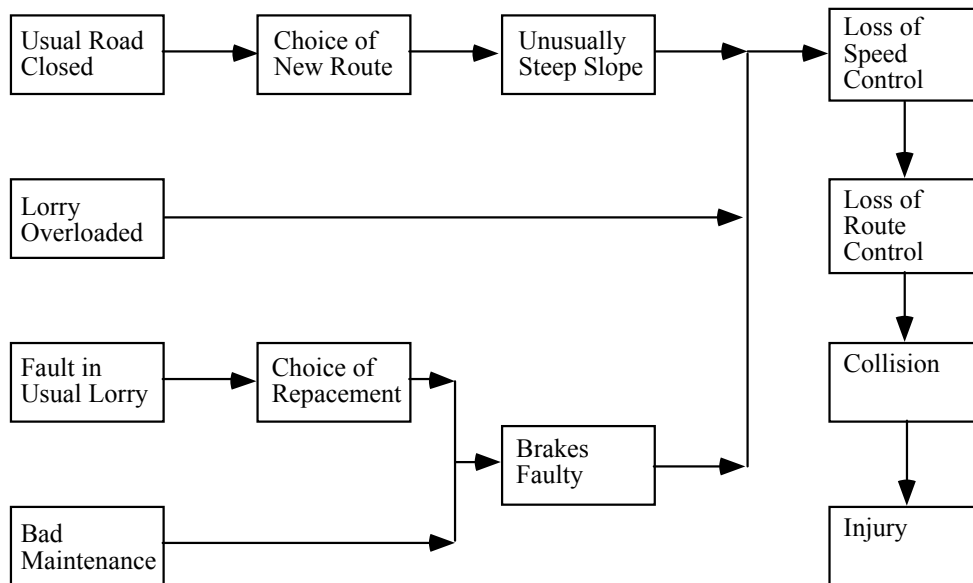 Usual Road
Closed
Choice of
New Route
Unusually
Steep Slope
Loss of
Speed
Control
Lorry
Overloaded
Loss of
Route
Control
Fault in
Usual Lorry
Choice of
Repacement
Collision
Brakes
Faulty
Bad
Maintenance
Injury